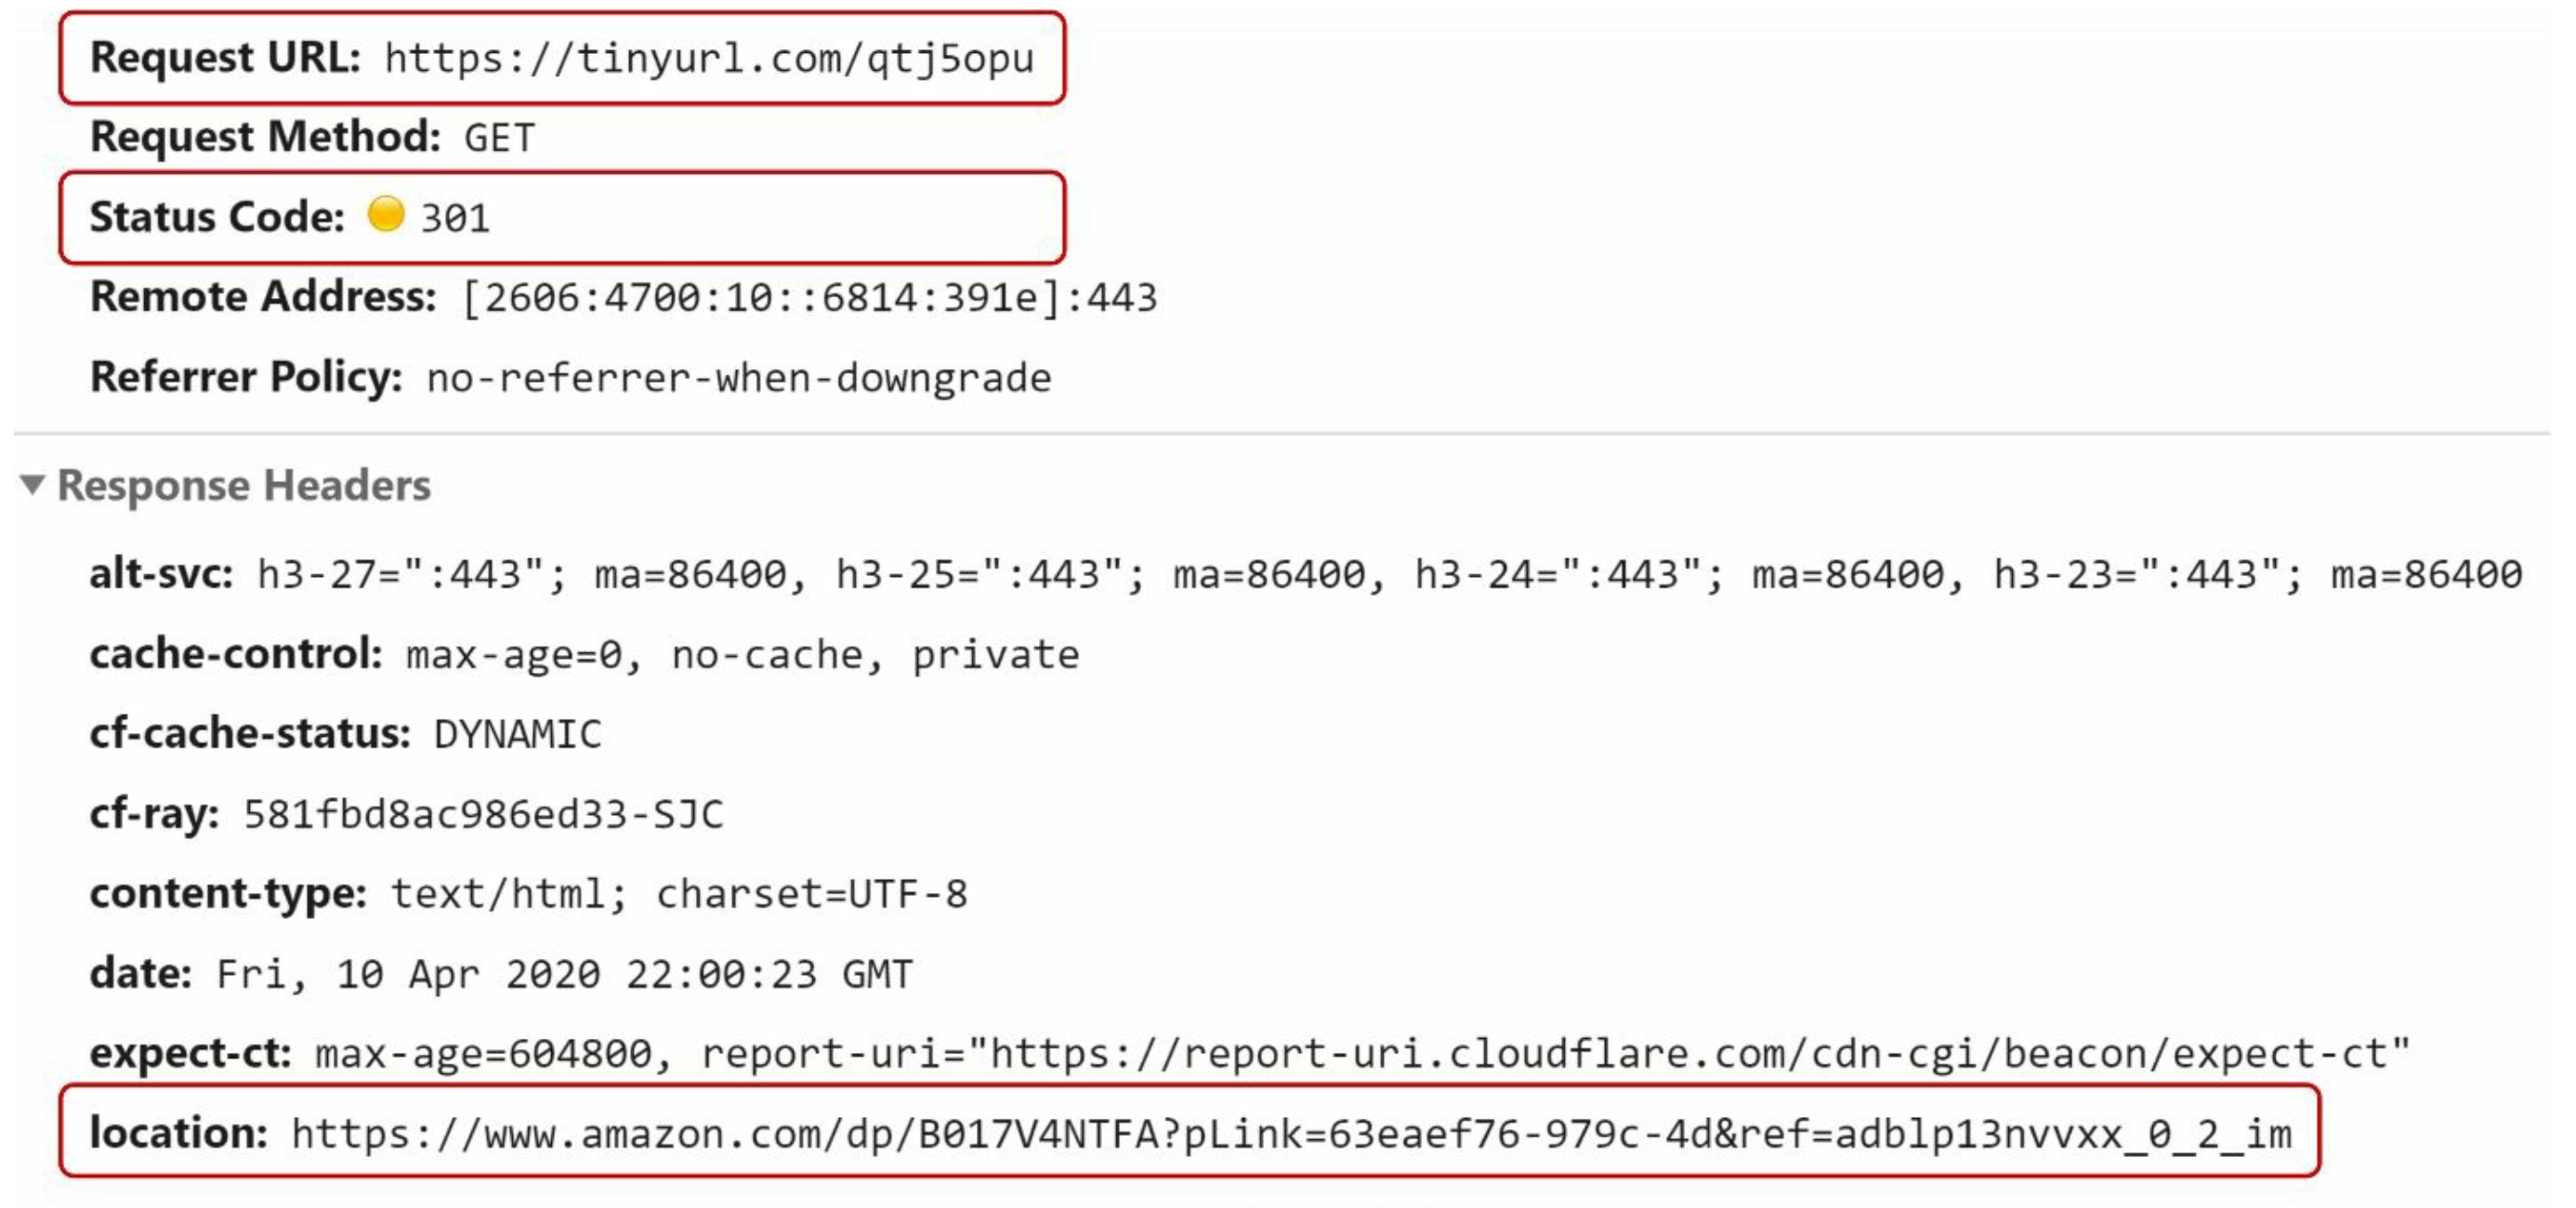 Request URL: https://tinyurl.com/qtj5opu
Request Method: GET
Status Code: 301
Remote Address: [2606:4700:10::6814:391e]:443
Referrer Policy: no-referrer-when-downgrade
Response Headers
alt-svc: h3-27=":443"; ma=86400, h3-25=":443"; ma=86400, h3-24=":443"; ma=86400, h3-23=":443"; ma=86400
cache-control: max-age=0, no-cache, private
cf-cache-status: DYNAMIC
cf-ray: 581fbd8ac986ed33-SJC
content-type: text/html; charset=UTF-8
date: Fri, 10 Apr 2020 22:00:23 GMT
expect-ct: max-age=604800, report-uri="https://report-uri.cloudflare.com/cdn-cgi/beacon/expect-ct"
location: https://www.amazon.com/dp/B017V4NTFA?pLink=63eaef76-979c-4d&ref=adblp13nvvxx_0_2_im